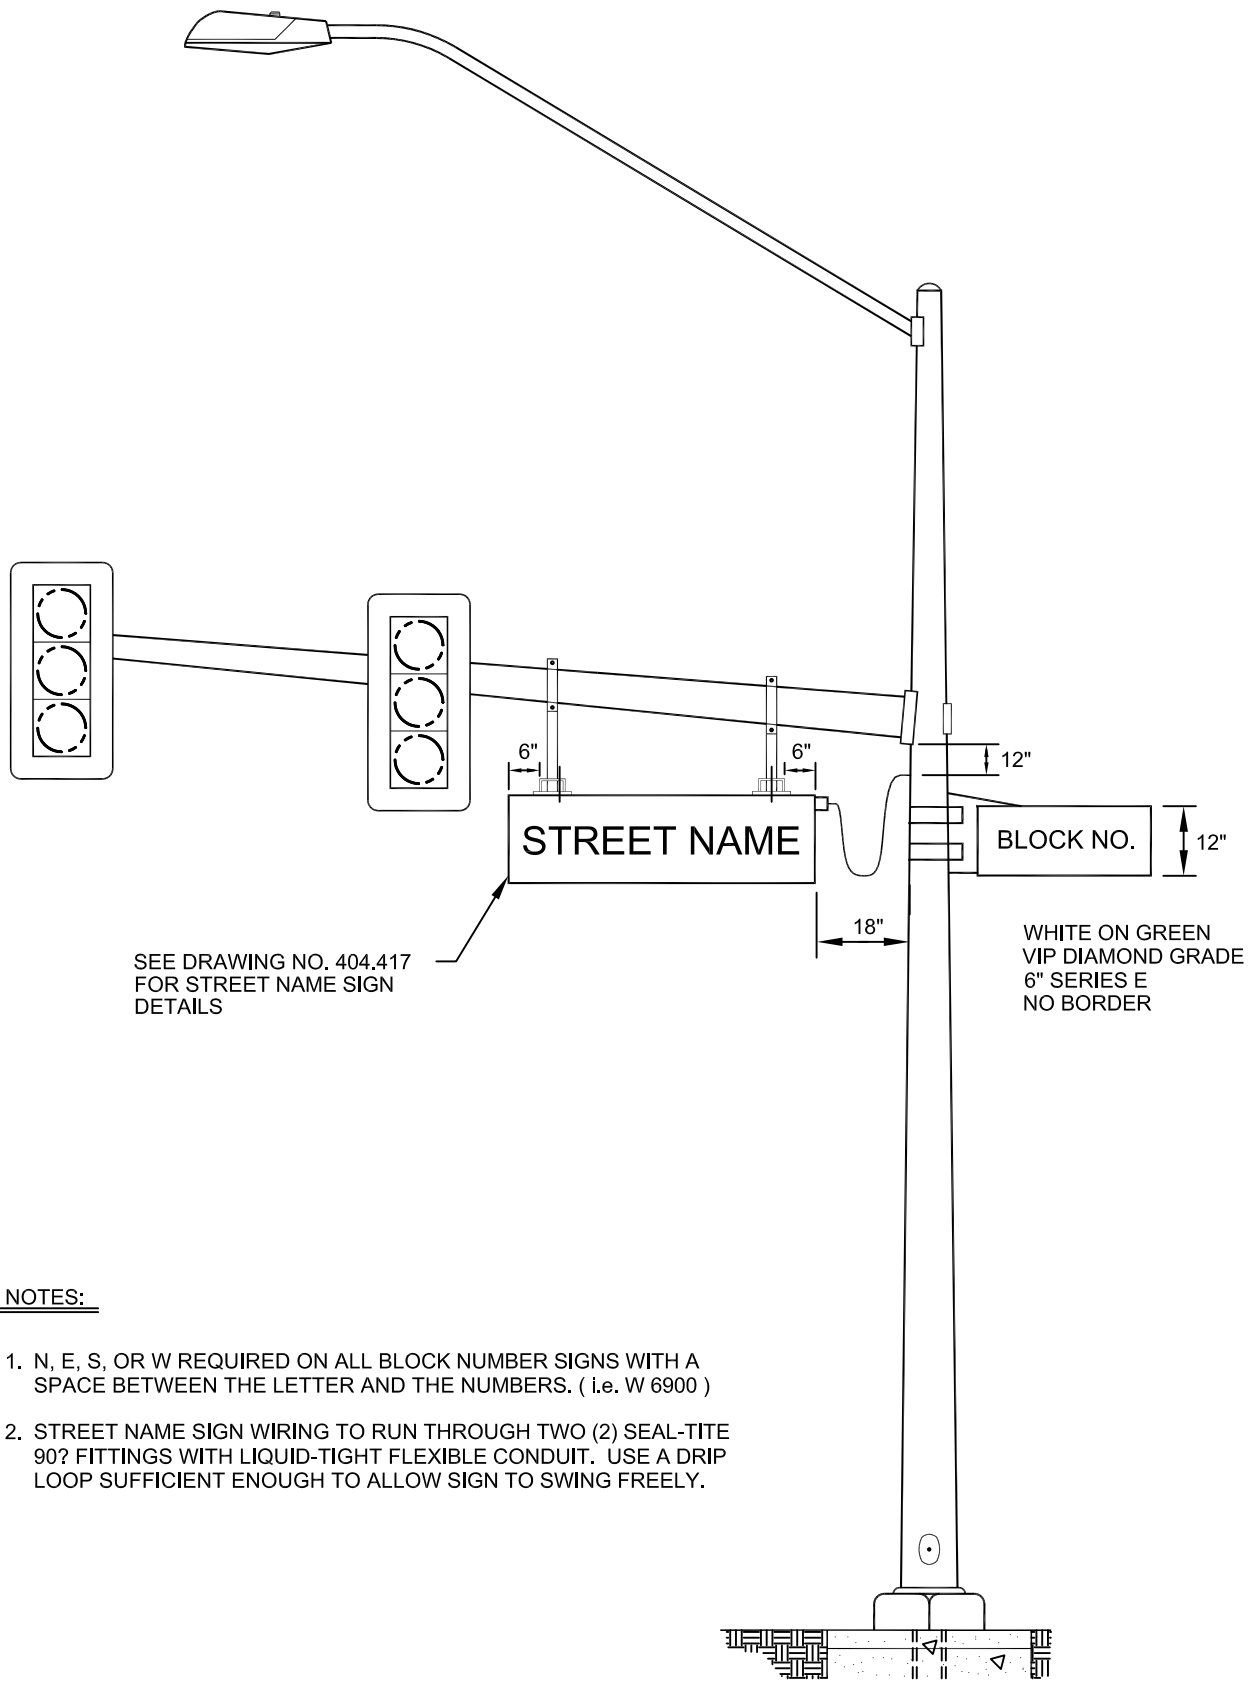 6"
6"
12"
STREET NAME
BLOCK NO.
12"
18"
SEE DRAWING NO. 404.417
FOR STREET NAME SIGN
DETAILS
WHITE ON GREEN
VIP DIAMOND GRADE
6" SERIES E
NO BORDER
NOTES:
1. N, E, S, OR W REQUIRED ON ALL BLOCK NUMBER SIGNS WITH A
SPACE BETWEEN THE LETTER AND THE NUMBERS. ( i.e. W 6900 )
2. STREET NAME SIGN WIRING TO RUN THROUGH TWO (2) SEAL-TITE
90? FITTINGS WITH LIQUID-TIGHT FLEXIBLE CONDUIT. USE A DRIP
LOOP SUFFICIENT ENOUGH TO ALLOW SIGN TO SWING FREELY.